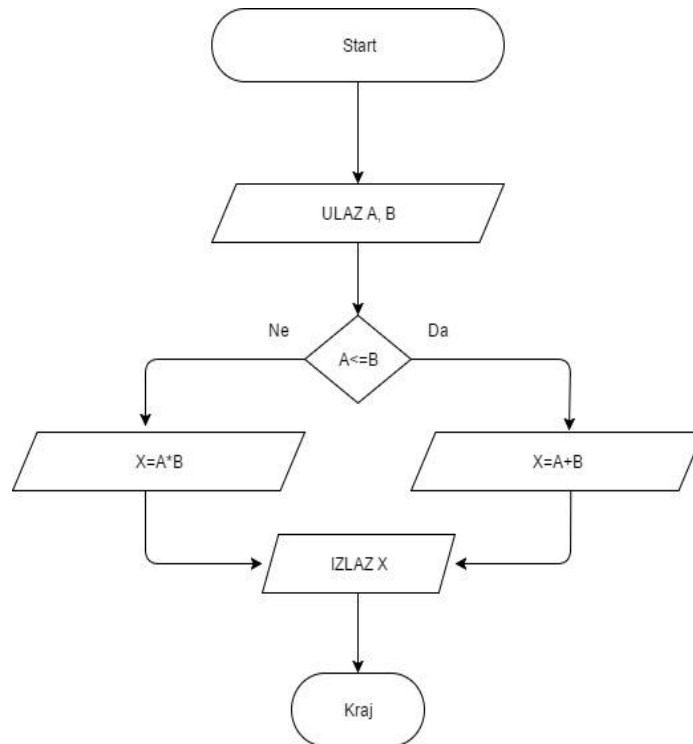 Start
ULAZ A, B
Ne
Da
A<=B
X=A*B
X=A+B
IZLAZ X
Kraj